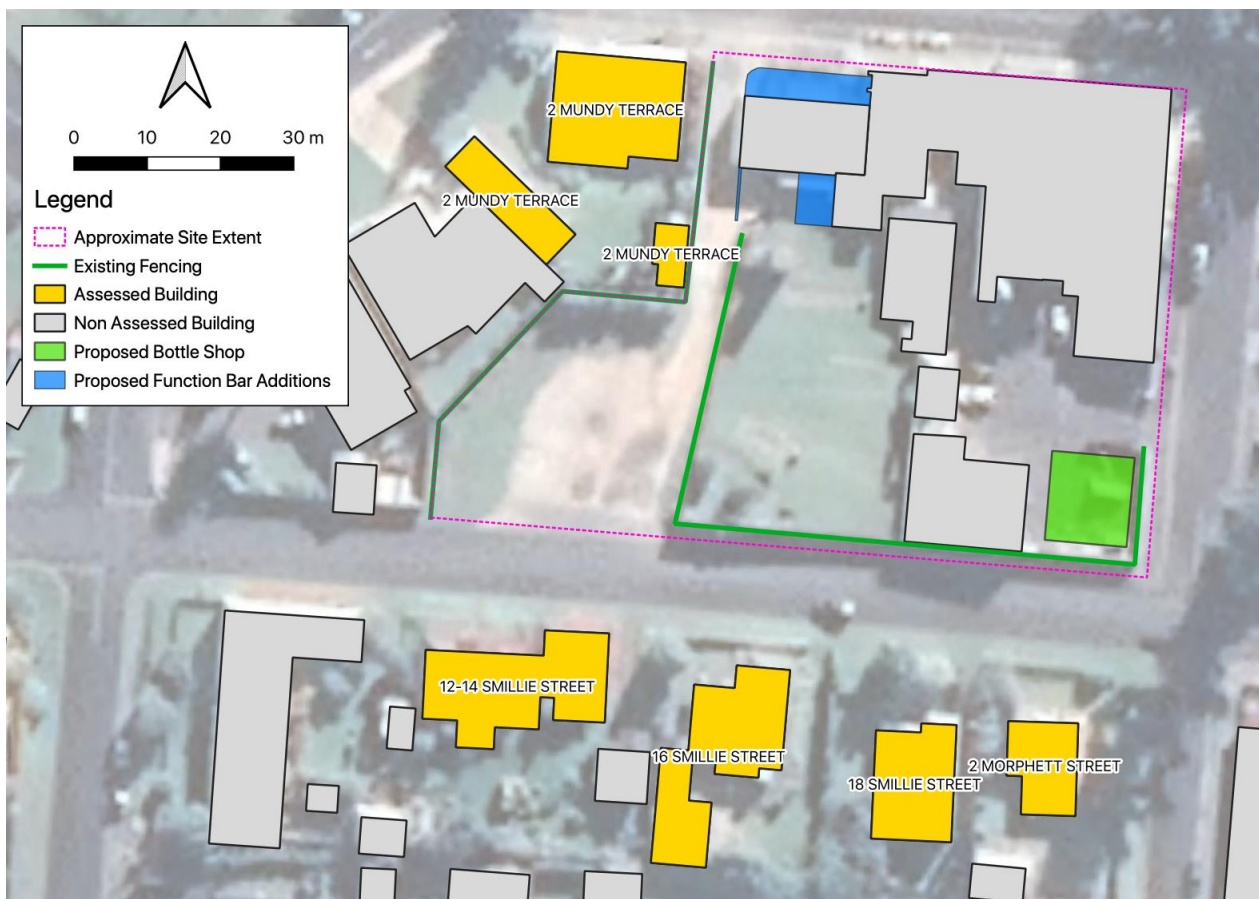 0 10 20 30 m
Legend
Approximate Site Extent
Existing Fencing
Assessed Building
Non Assessed Building
Proposed Bottle Shop
Proposed Function Bar Additions
2 MUNDY TERRACE
2 MUNDY TERRACE
2 MUNDY TERRACE
12-14 SMILLIE STREET
16 SMILLIE STREET
18 SMILLIE STREET
2 MORPHETT STREET